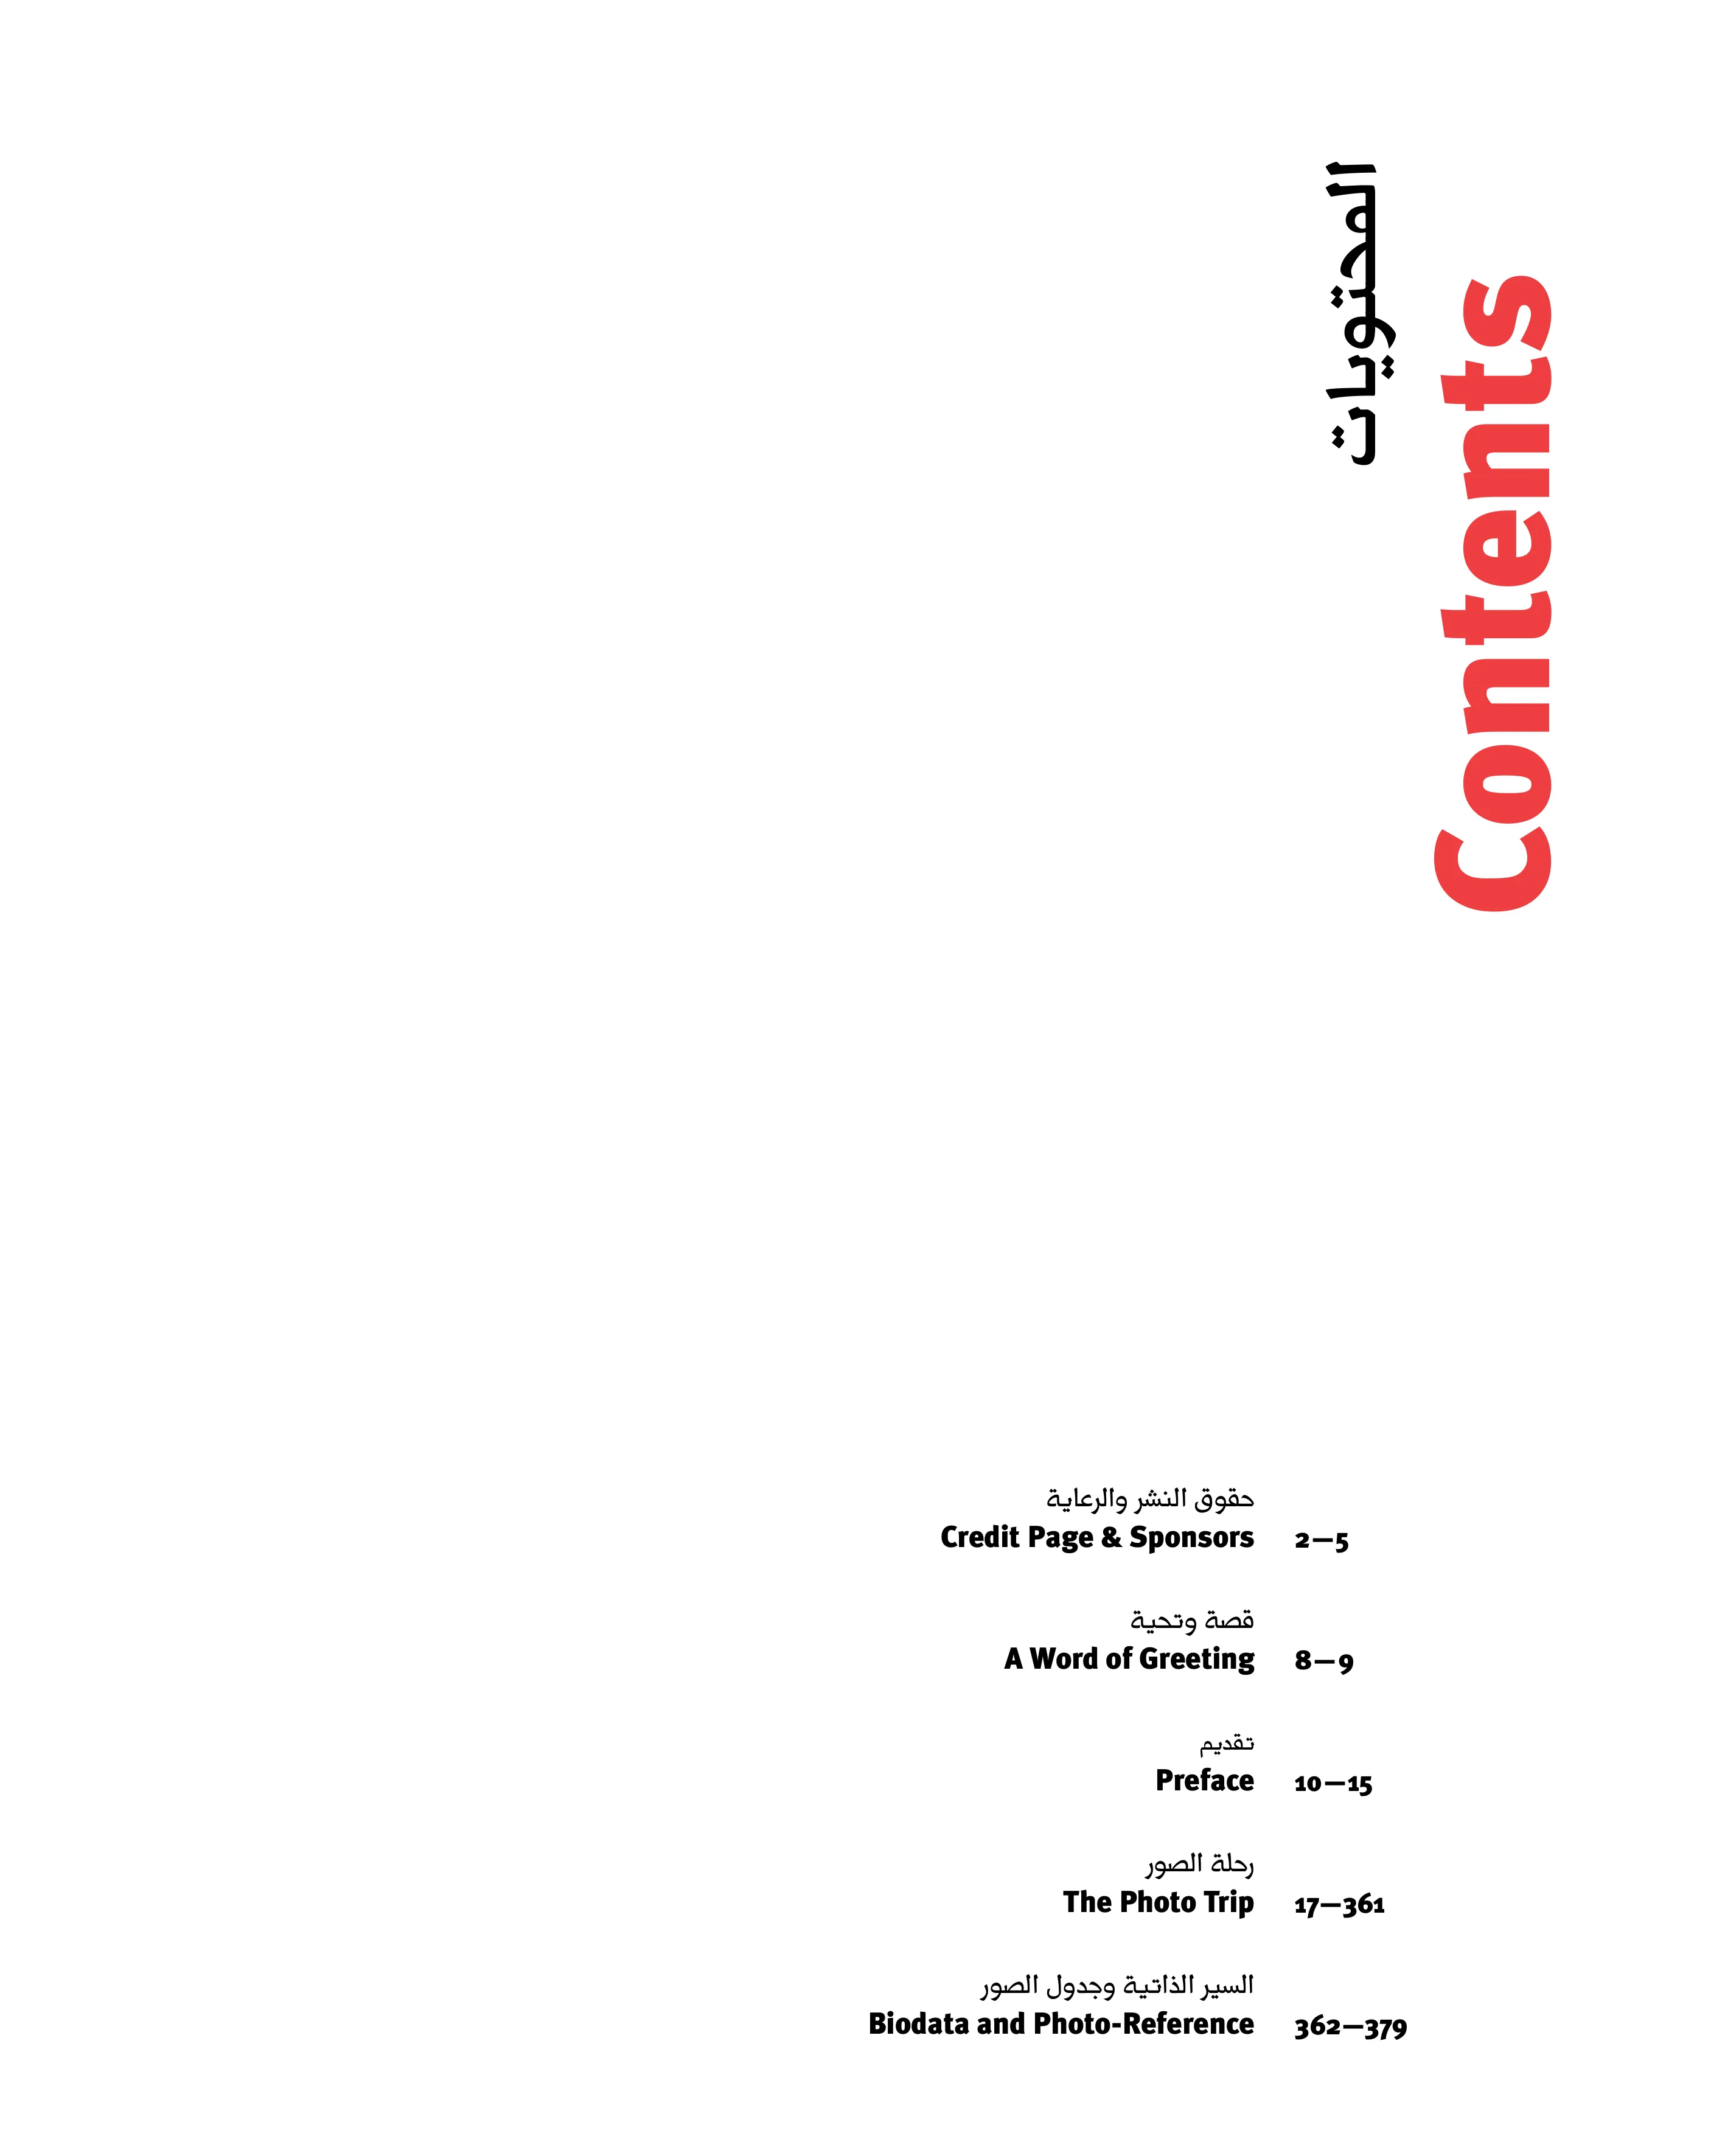 المحتويات
Contents
حقوق النشر والرعاية
Credit Page & Sponsors 2—5
قصة وتحية
A Word of Greeting 8—9
تقديم
Preface 10—15
رحلة الصور
The Photo Trip 17—361
السير الذاتية وجدول الصور
Biodata and Photo-Reference 362—379